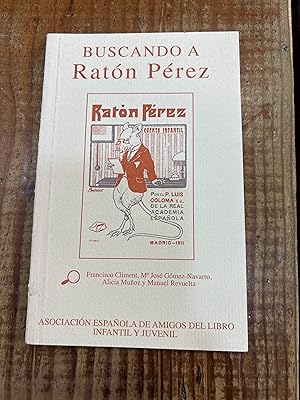 BUSCANDO A
Ratón Pérez
Ratón Pérez
CUENTO INFANTIL
POR EL P. LUIS
COLOMA S.J.
DE LA REAL
ACADEMIA
ESPAÑOLA
MADRID-1911
Francisco Climent, Mª José Gómez-Navarro,
Alicia Muñoz y Manuel Revuelta
ASOCIACIÓN ESPAÑOLA DE AMIGOS DEL LIBRO
INFANTIL Y JUVENIL